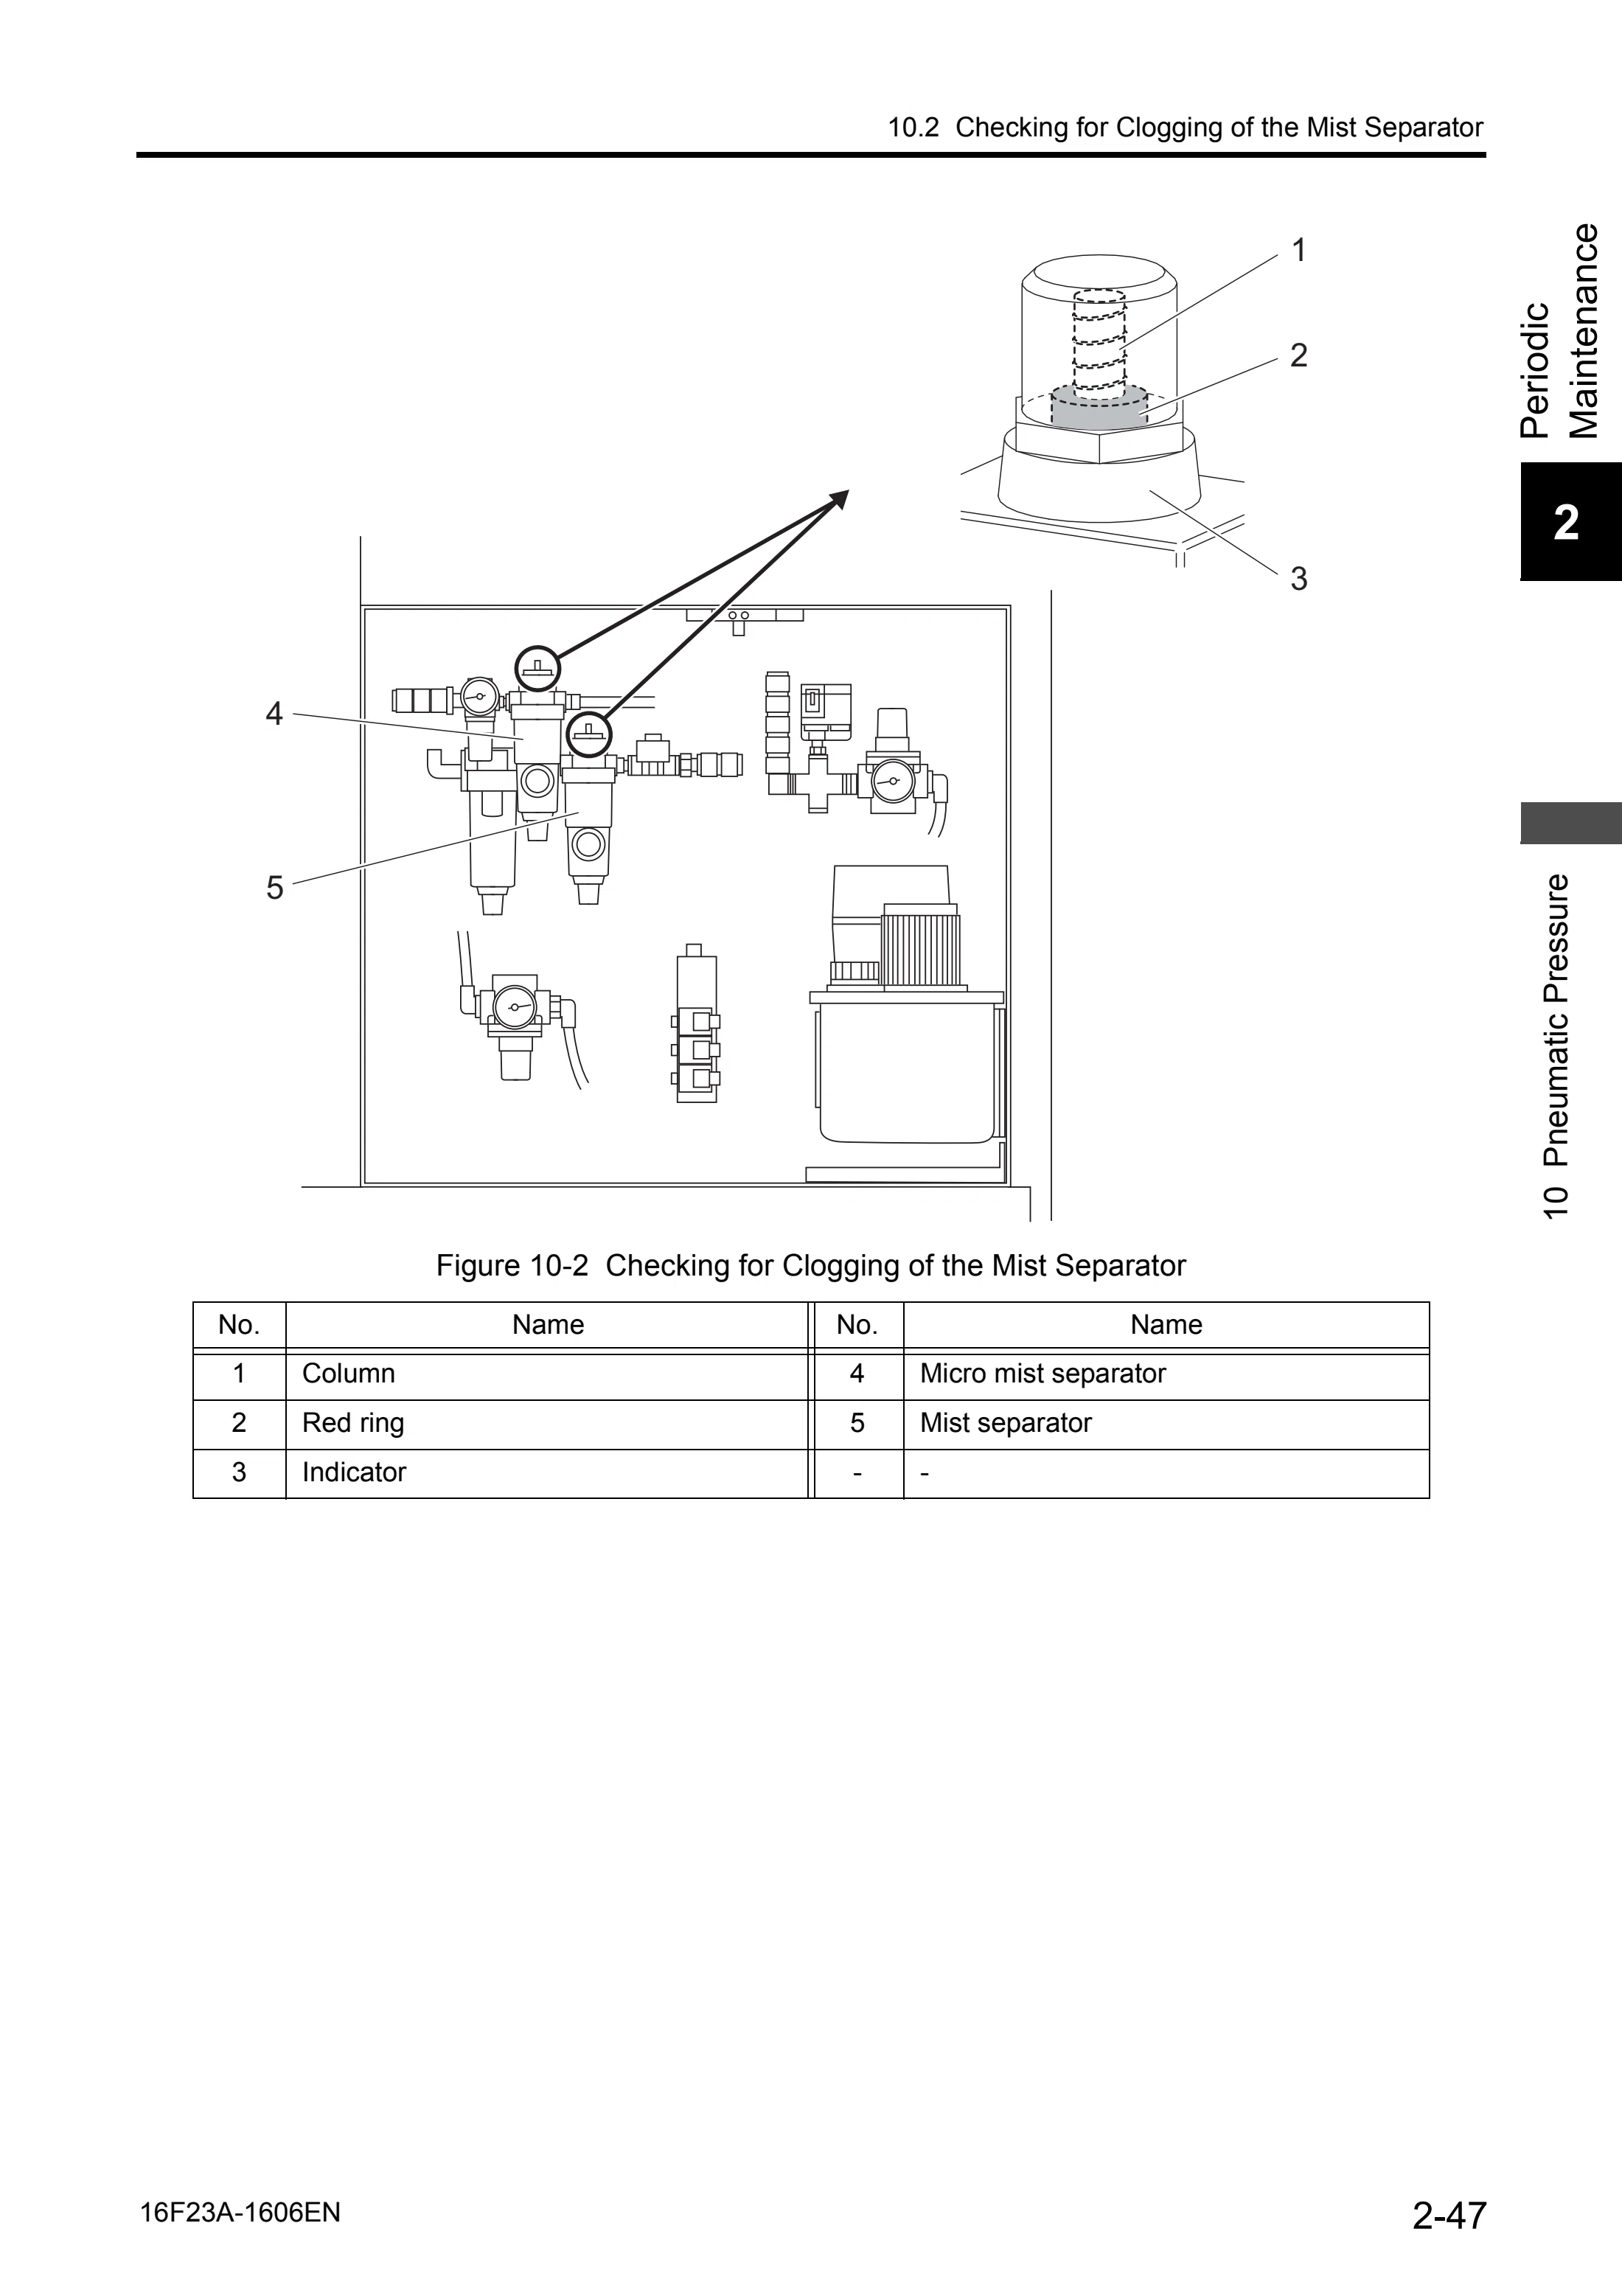 10.2 Checking for Clogging of the Mist Separator
1
2
3
4
5
Periodic
Maintenance
2
10 Pneumatic Pressure
Figure 10-2 Checking for Clogging of the Mist Separator
No. Name No. Name
1 Column 4 Micro mist separator
2 Red ring 5 Mist separator
3 Indicator - -
16F23A-1606EN
2-47